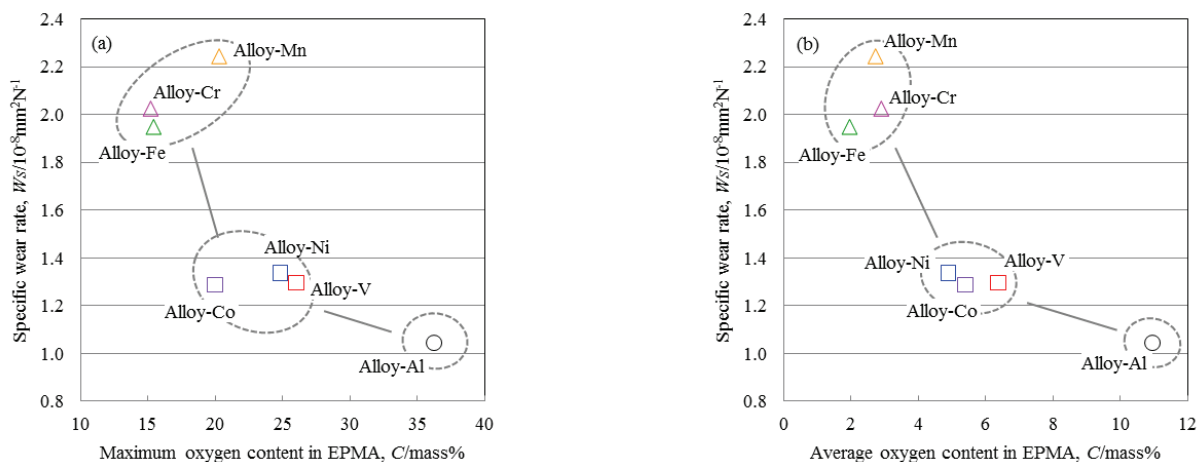 (a)
Specific wear rate, Ws/10⁻⁸mm²N⁻¹
2.4
2.2
2.0
1.8
1.6
1.4
1.2
1.0
0.8
Alloy-Mn
Alloy-Cr
Alloy-Fe
Alloy-Ni
Alloy-V
Alloy-Co
Alloy-Al
10 15 20 25 30 35 40
Maximum oxygen content in EPMA, C/mass%
(b)
Specific wear rate, Ws/10⁻⁸mm²N⁻¹
2.4
2.2
2.0
1.8
1.6
1.4
1.2
1.0
0.8
Alloy-Mn
Alloy-Cr
Alloy-Fe
Alloy-Ni
Alloy-V
Alloy-Co
Alloy-Al
0 2 4 6 8 10 12
Average oxygen content in EPMA, C/mass%